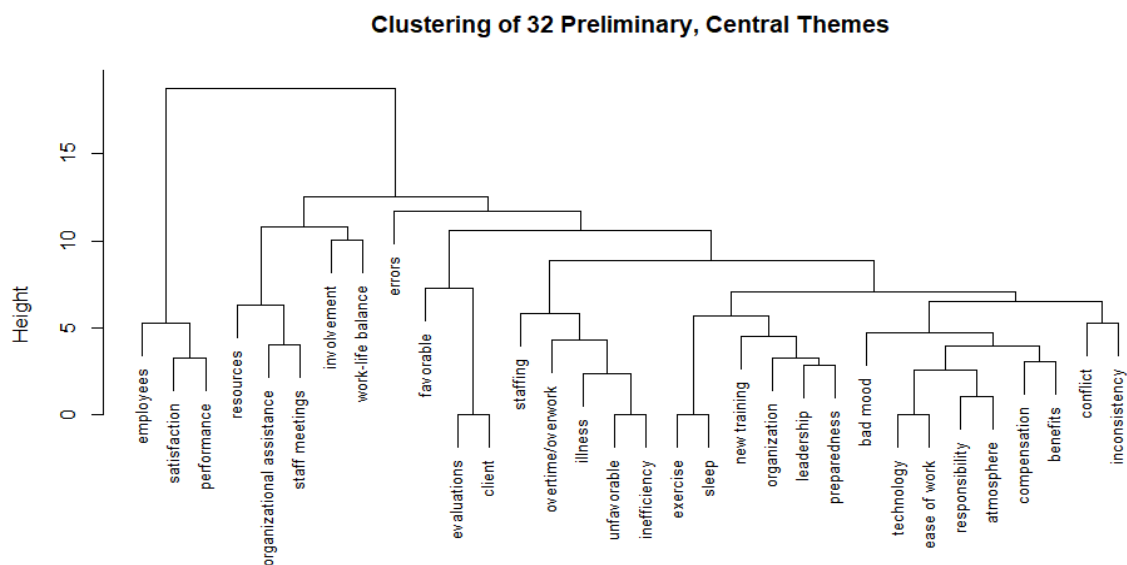 Clustering of 32 Preliminary, Central Themes
Height
15
10
5
0
employees
satisfaction
performance
resources
organizational assistance
staff meetings
involvement
work-life balance
errors
favorable
evaluations
client
staffing
overtime/overwork
illness
unfavorable
inefficiency
exercise
sleep
new training
organization
leadership
preparedness
bad mood
technology
ease of work
responsibility
atmosphere
compensation
benefits
conflict
inconsistency